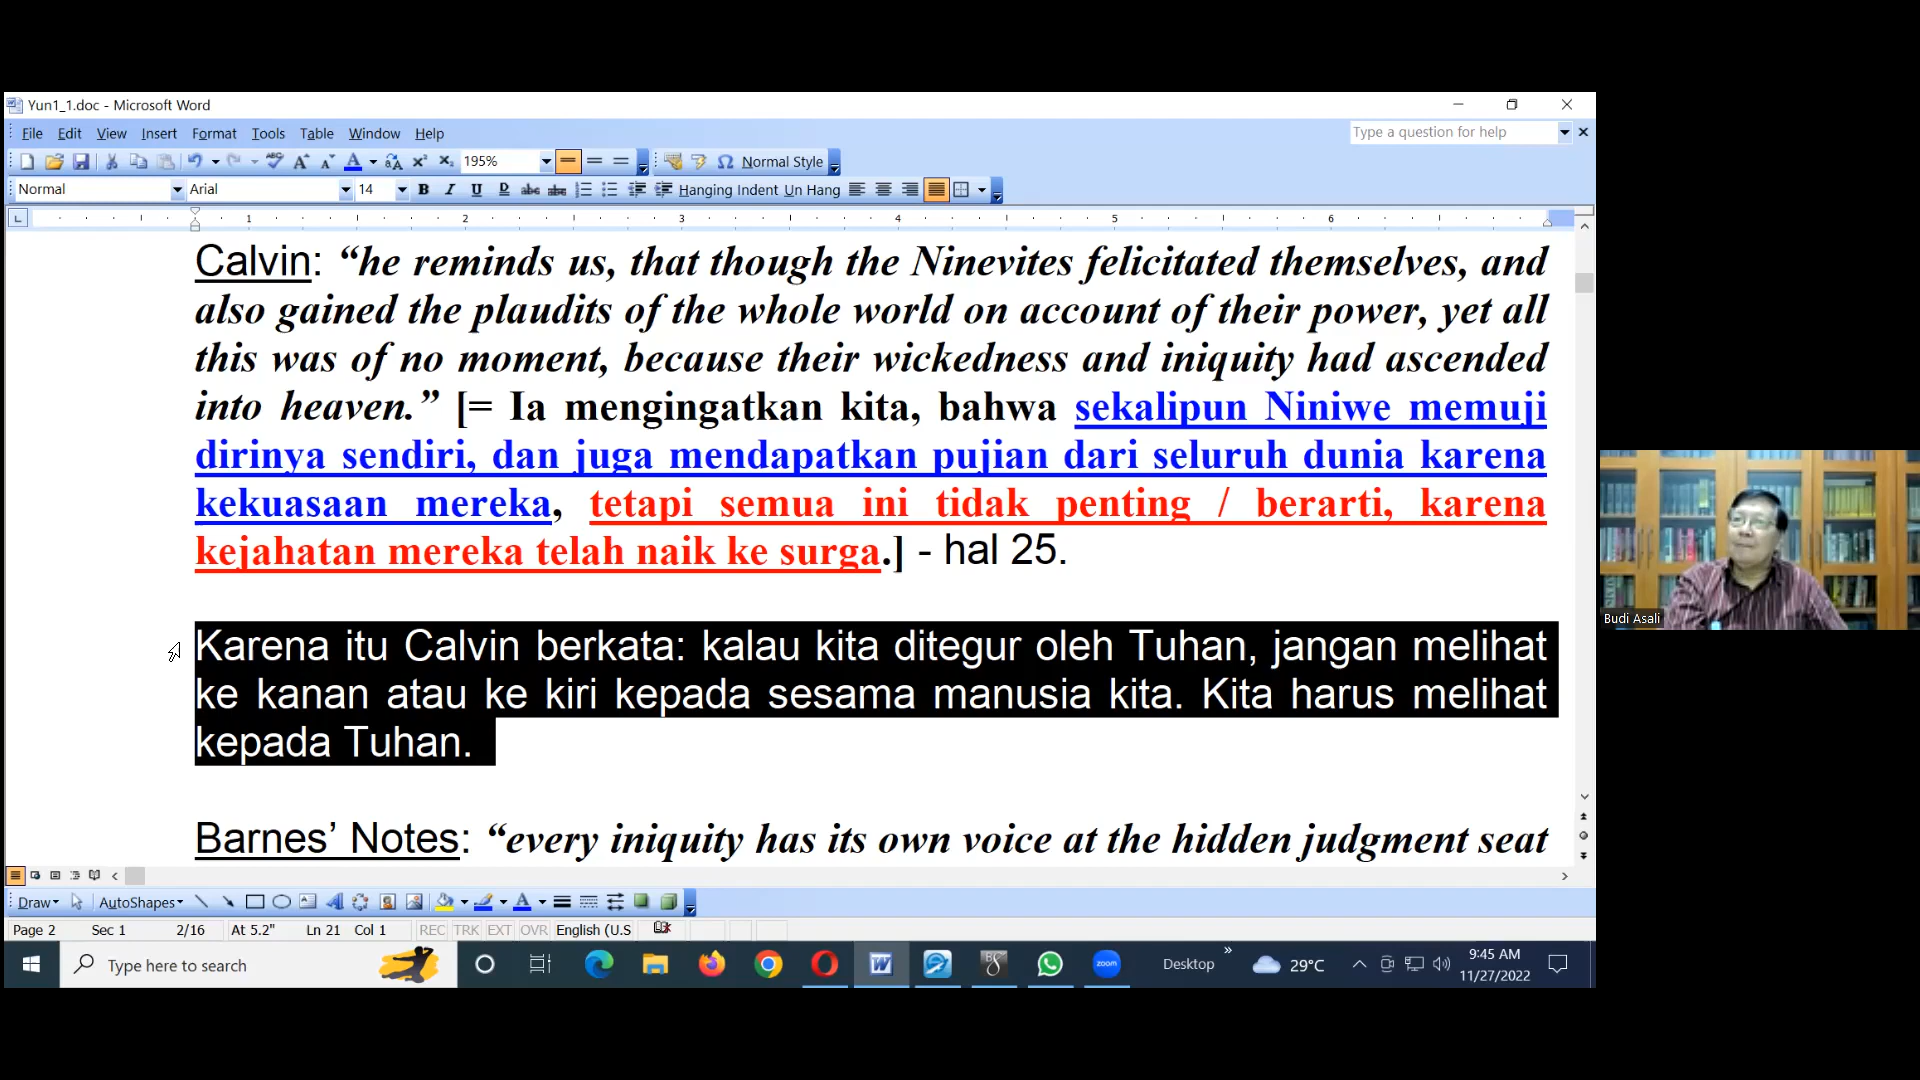 Yun1_1.doc - Microsoft Word
File Edit View Insert Format Tools Table Window Help
Type a question for help
195%
Normal Style
Normal
Arial
14
Hanging Indent Un Hang
1 2 3 4 5 6
Calvin: “he reminds us, that though the Ninevites felicitated themselves, and
also gained the plaudits of the whole world on account of their power, yet all
this was of no moment, because their wickedness and iniquity had ascended
into heaven.” [= Ia mengingatkan kita, bahwa sekalipun Niniwe memuji
dirinya sendiri, dan juga mendapatkan pujian dari seluruh dunia karena
kekuasaan mereka, tetapi semua ini tidak penting / berarti, karena
kejahatan mereka telah naik ke surga.] - hal 25.
Karena itu Calvin berkata: kalau kita ditegur oleh Tuhan, jangan melihat
ke kanan atau ke kiri kepada sesama manusia kita. Kita harus melihat
kepada Tuhan.
Barnes’ Notes: “every iniquity has its own voice at the hidden judgment seat
Budi Asali
Draw AutoShapes
Page 2 Sec 1 2/16 At 5.2" Ln 21 Col 1 REC TRK EXT OVR English (U.S
Type here to search
zoom
Desktop
29°C
9:45 AM
11/27/2022